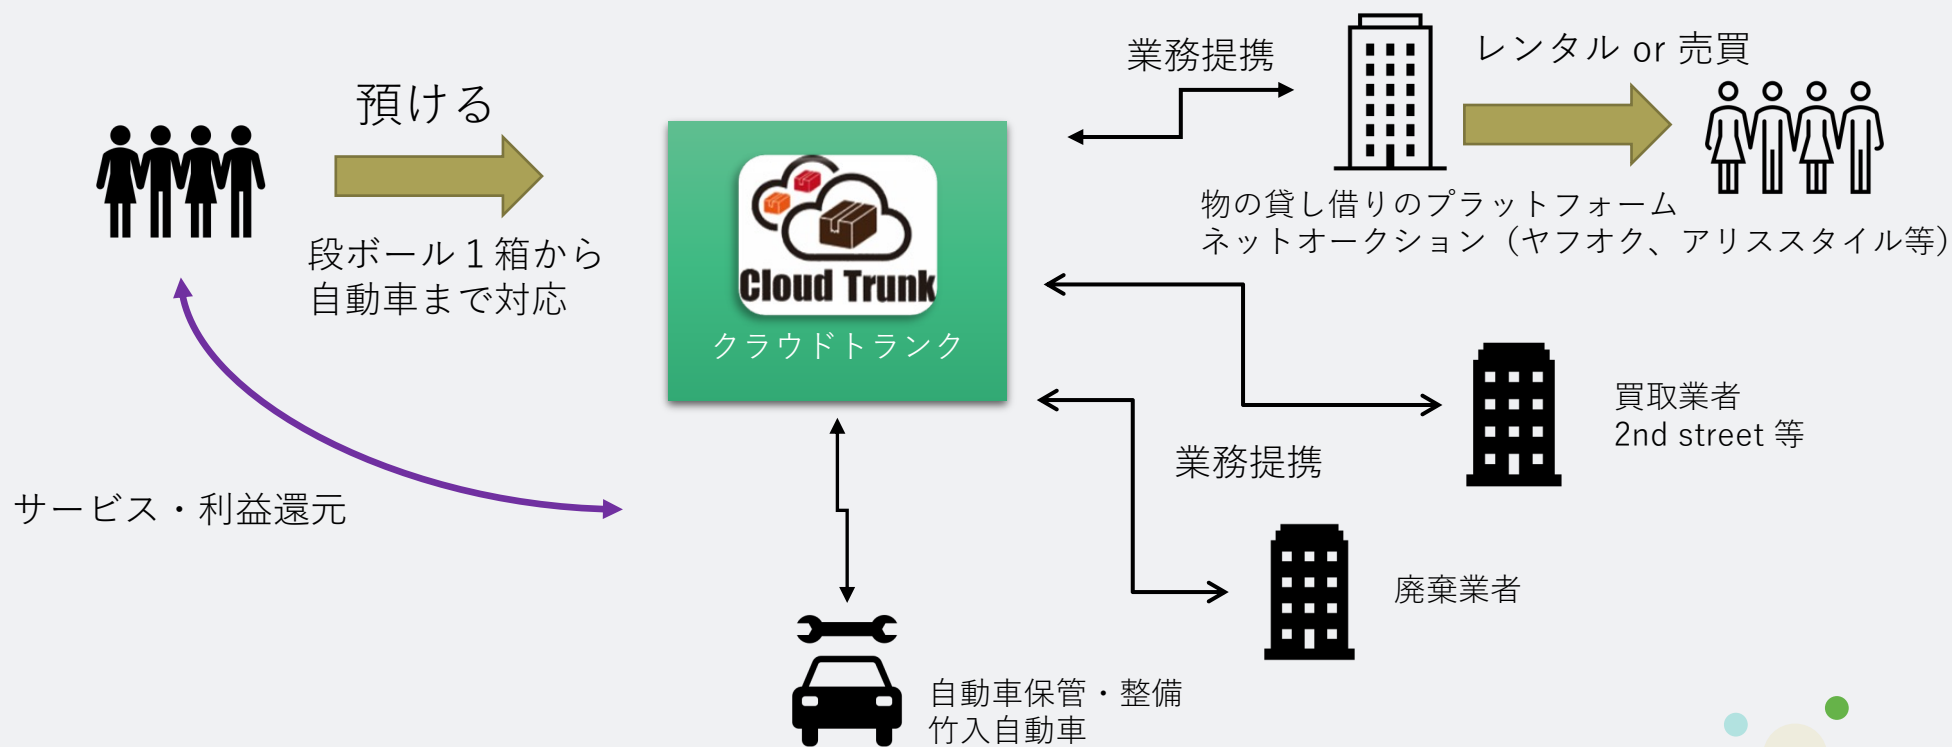 業務提携
レンタル or 売買
預ける
物の貸し借りのプラットフォーム
ネットオークション（ヤフオク、アリススタイル等）
段ボール１箱から
自動車まで対応
Cloud Trunk
クラウドトランク
買取業者
2nd street 等
業務提携
サービス・利益還元
廃棄業者
自動車保管・整備
竹入自動車